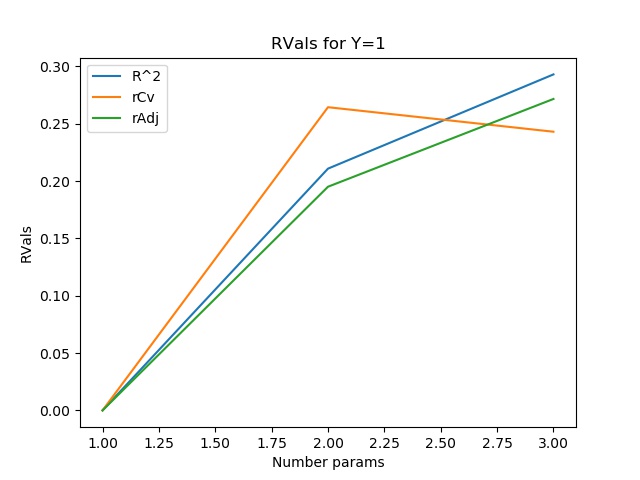 RVals for Y=1
R^2
rCv
rAdj
RVals
0.30
0.25
0.20
0.15
0.10
0.05
0.00
1.00 1.25 1.50 1.75 2.00 2.25 2.50 2.75 3.00
Number params